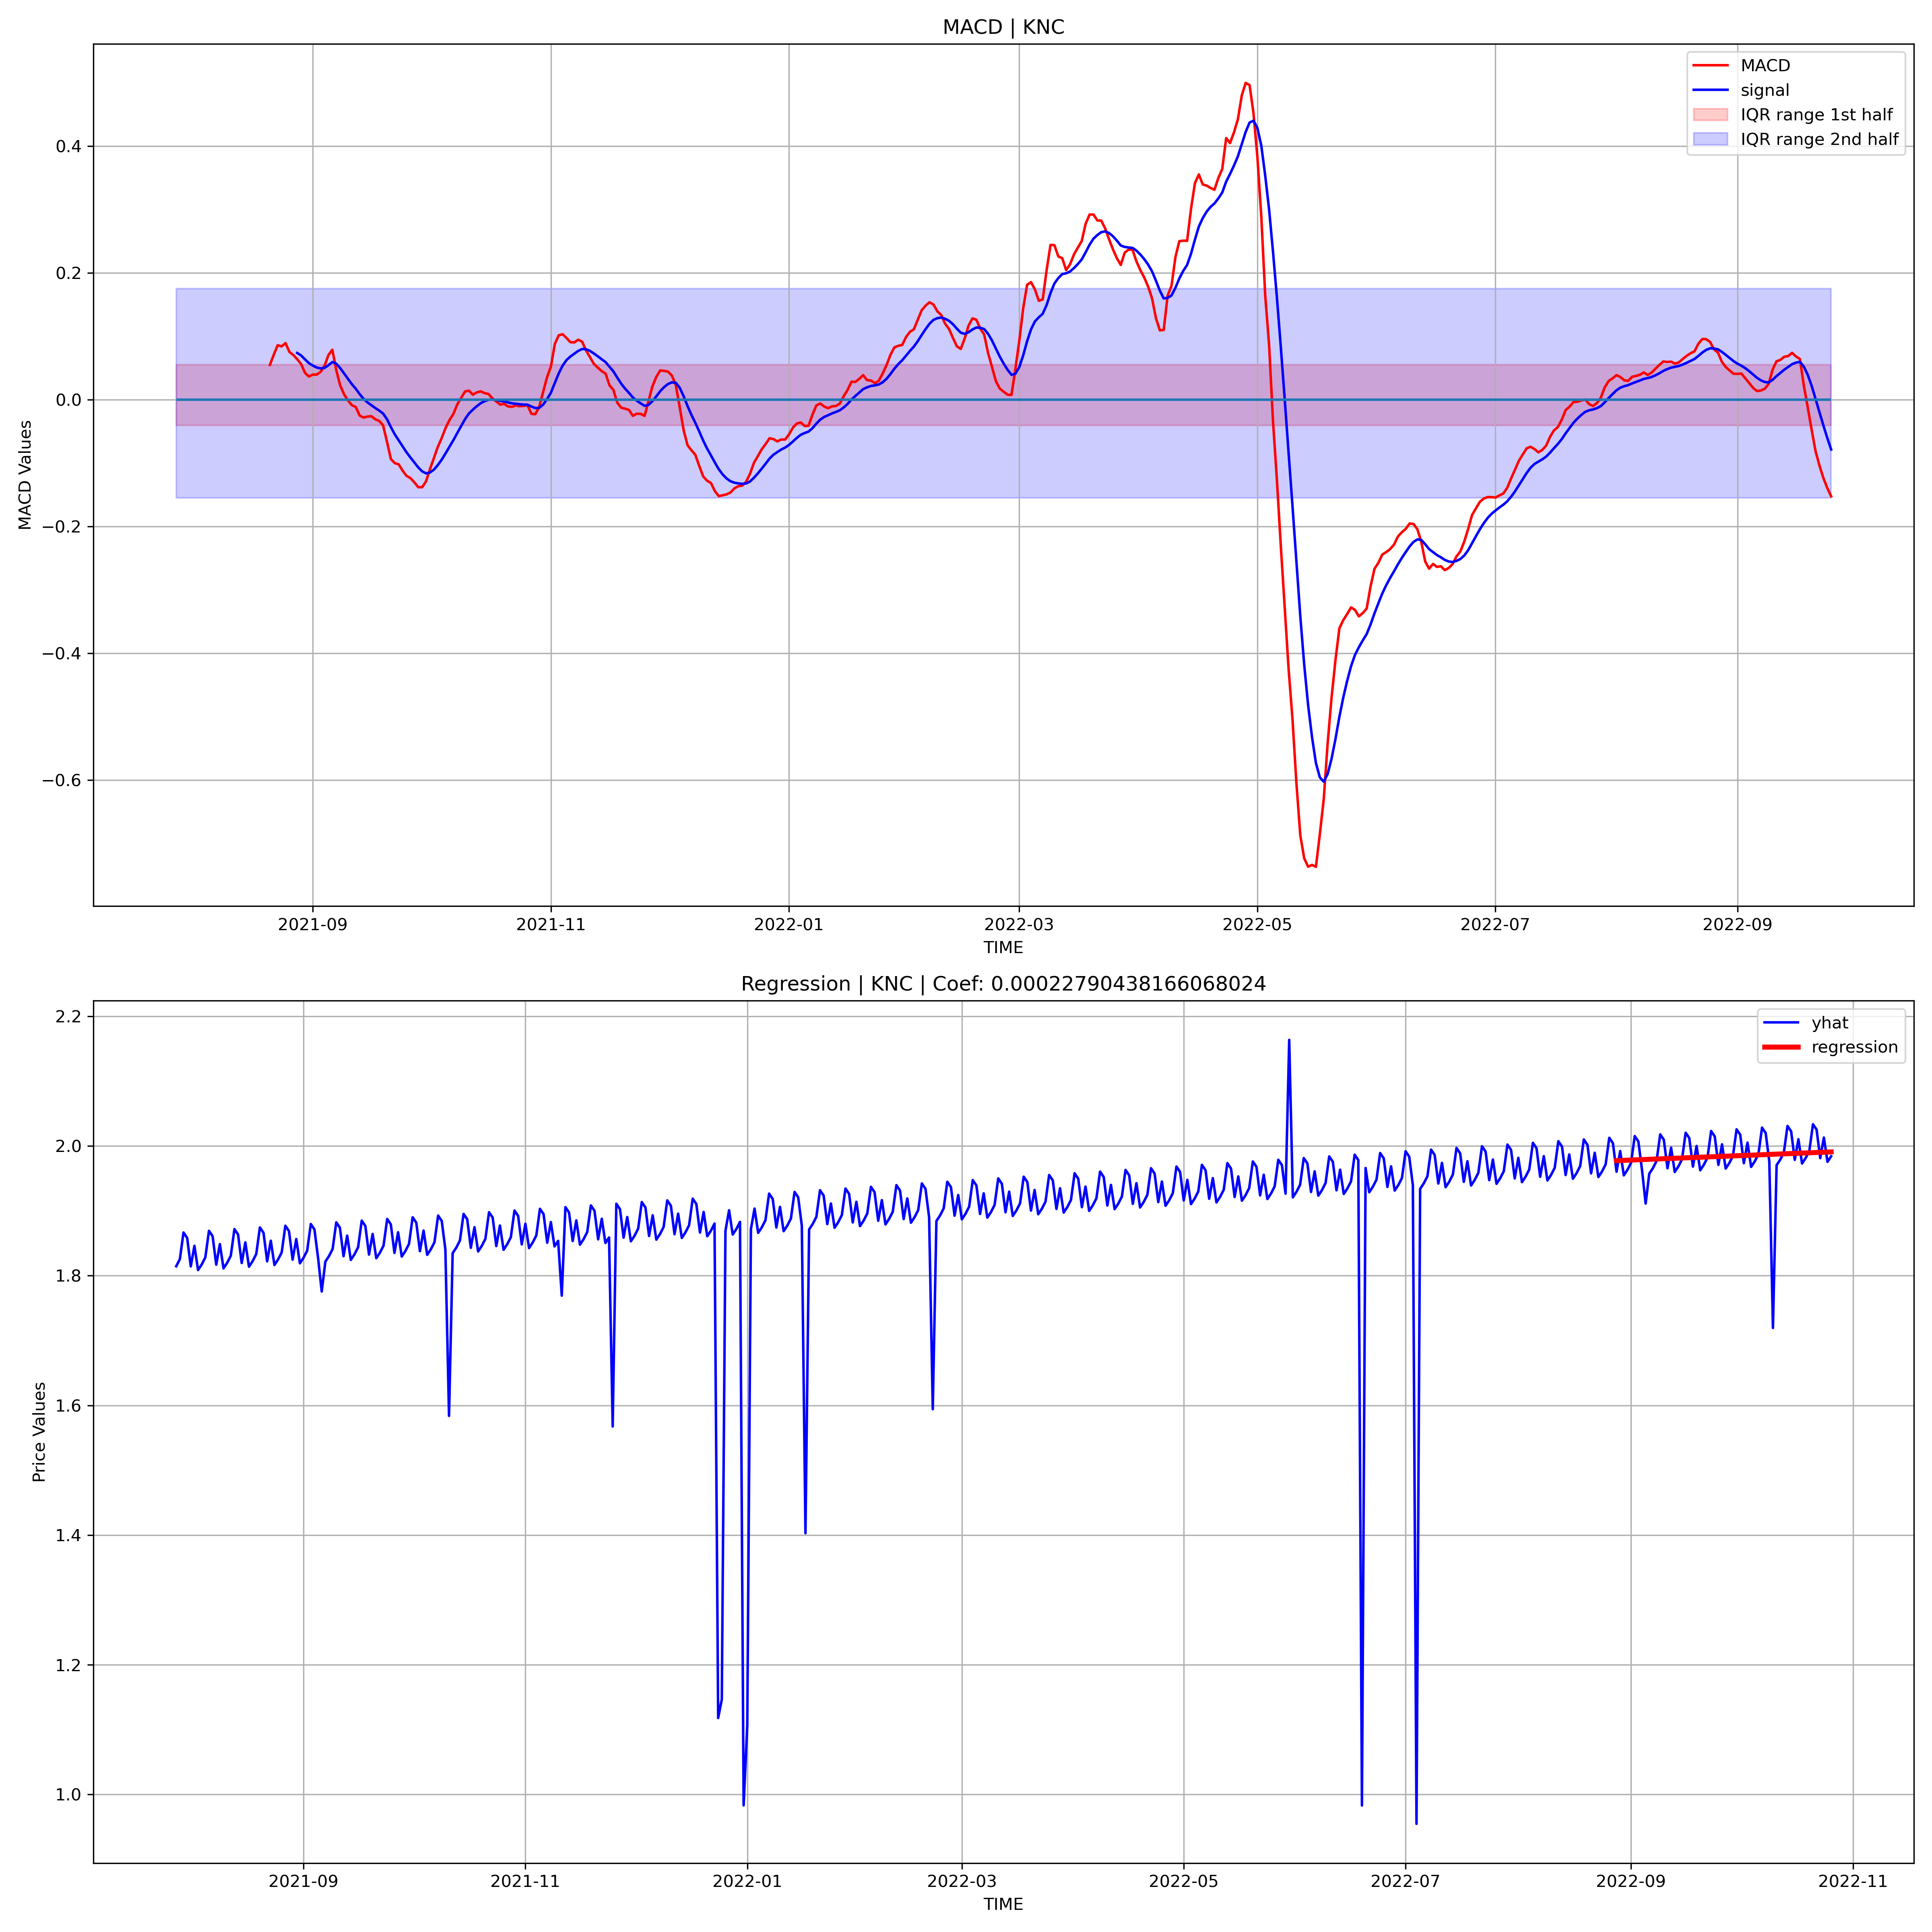 MACD | KNC
MACD
signal
IQR range 1st half
IQR range 2nd half
0.4
0.2
0.0
−0.2
−0.4
−0.6
MACD Values
2021-09 2021-11 2022-01 2022-03 2022-05 2022-07 2022-09
TIME
Regression | KNC | Coef: 0.00022790438166068024
yhat
regression
2.2
2.0
1.8
1.6
1.4
1.2
1.0
Price Values
2021-09 2021-11 2022-01 2022-03 2022-05 2022-07 2022-09 2022-11
TIME